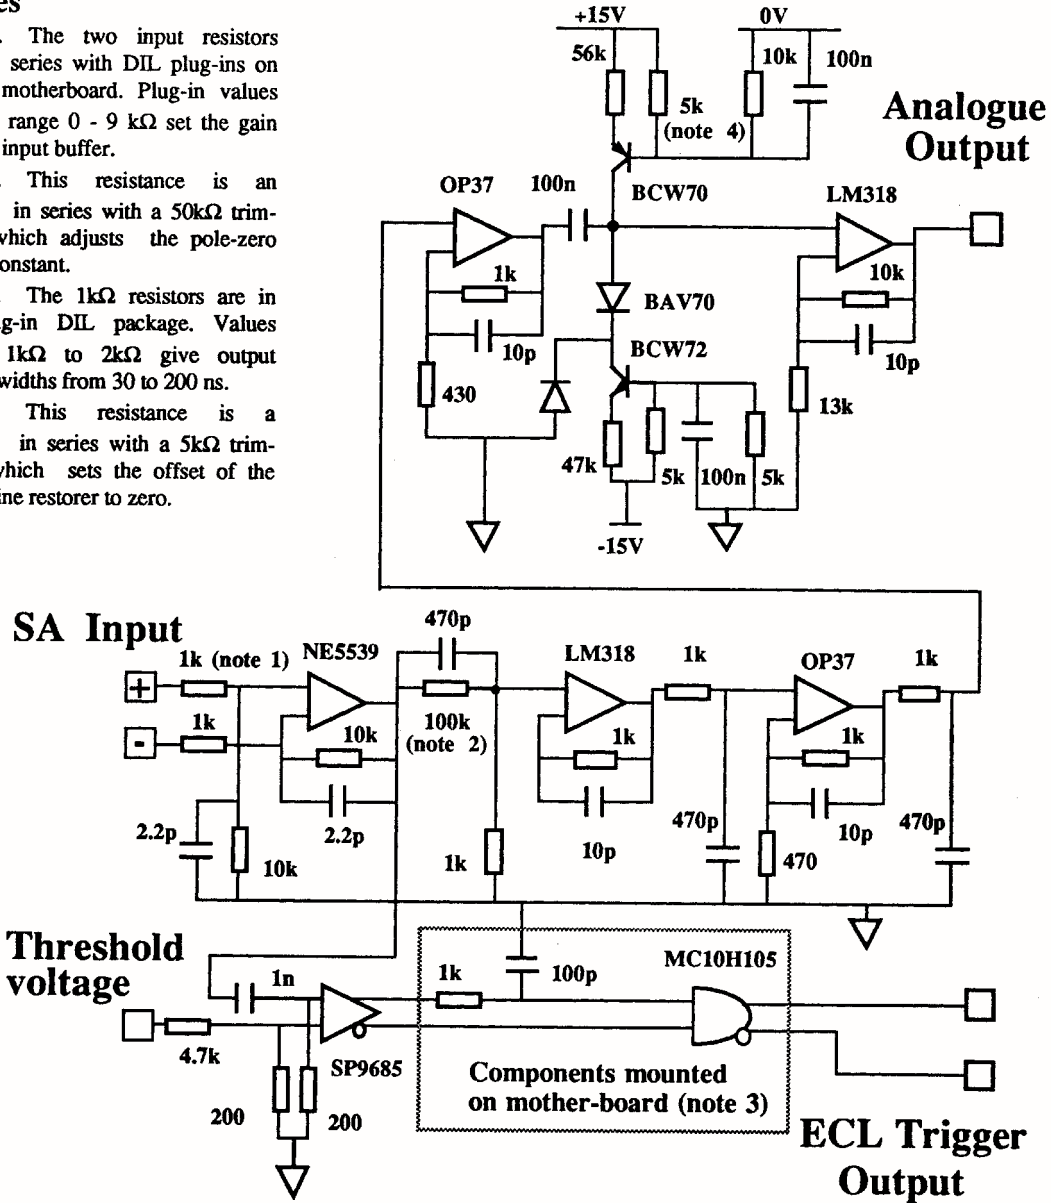 es
. The two input resistors
series with DIL plug-ins on
motherboard. Plug-in values
range 0 - 9 kΩ set the gain
input buffer.
. This resistance is an
in series with a 50kΩ trim-
which adjusts the pole-zero
constant.
. The 1kΩ resistors are in
g-in DIL package. Values
1kΩ to 2kΩ give output
widths from 30 to 200 ns.
This resistance is a
in series with a 5kΩ trim-
which sets the offset of the
ine restorer to zero.
+15V
0V
56k
10k
100n
5k
(note 4)
Analogue
Output
OP37
100n
BCW70
LM318
1k
10k
BAV70
10p
BCW72
10p
430
13k
47k
5k
100n
5k
-15V
SA Input
470p
1k (note 1)
NE5539
LM318
1k
OP37
1k
+
1k
-
100k
(note 2)
10k
1k
1k
2.2p
2.2p
470p
10p
470p
10k
1k
10p
470
Threshold
voltage
1n
1k
100p
MC10H105
4.7k
SP9685
200
200
Components mounted
on mother-board (note 3)
ECL Trigger
Output